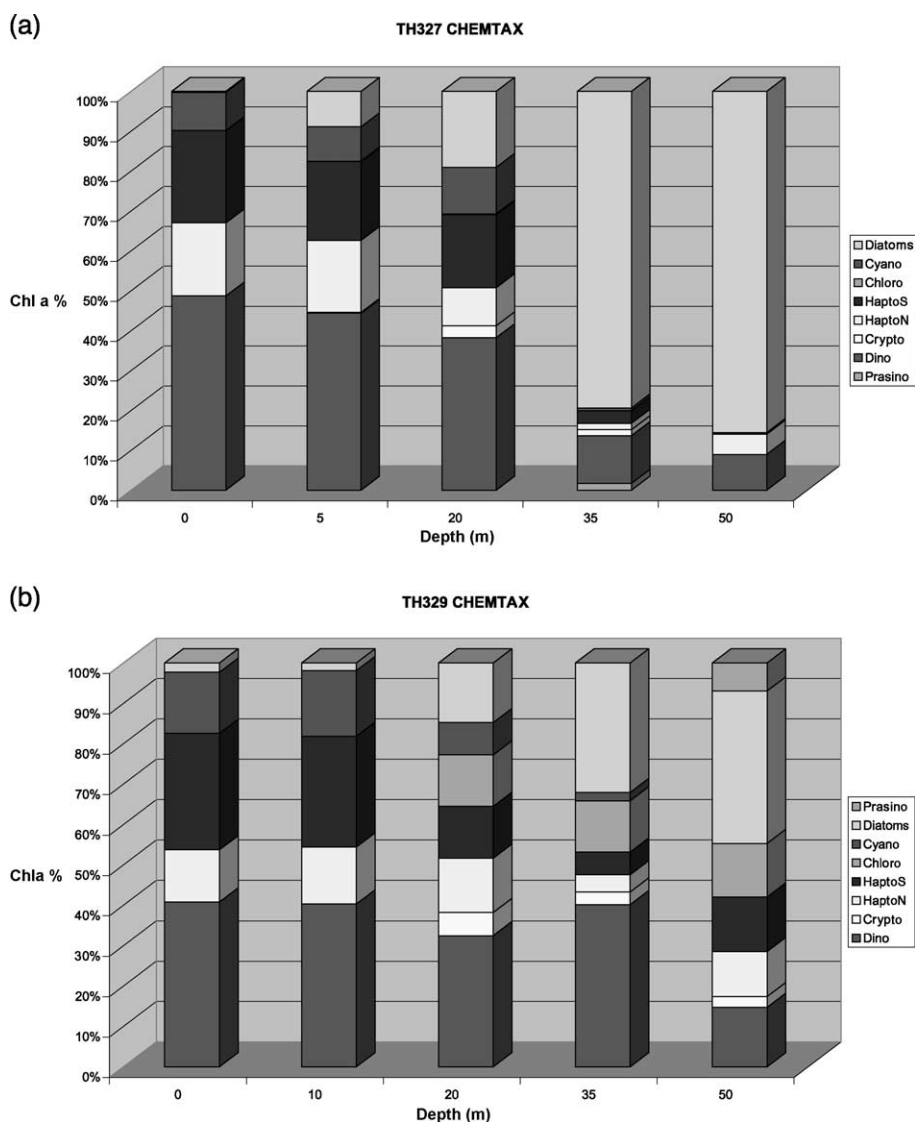 (a)
TH327 CHEMTAX
100%
90%
80%
70%
60%
50%
40%
30%
20%
10%
0%
Chl a %
0 5 20 35 50
Depth (m)
Diatoms
Cyano
Chloro
HaptoS
HaptoN
Crypto
Dino
Prasino
(b)
TH329 CHEMTAX
100%
90%
80%
70%
60%
50%
40%
30%
20%
10%
0%
Chla %
0 10 20 35 50
Depth (m)
Prasino
Diatoms
Cyano
Chloro
HaptoS
HaptoN
Crypto
Dino